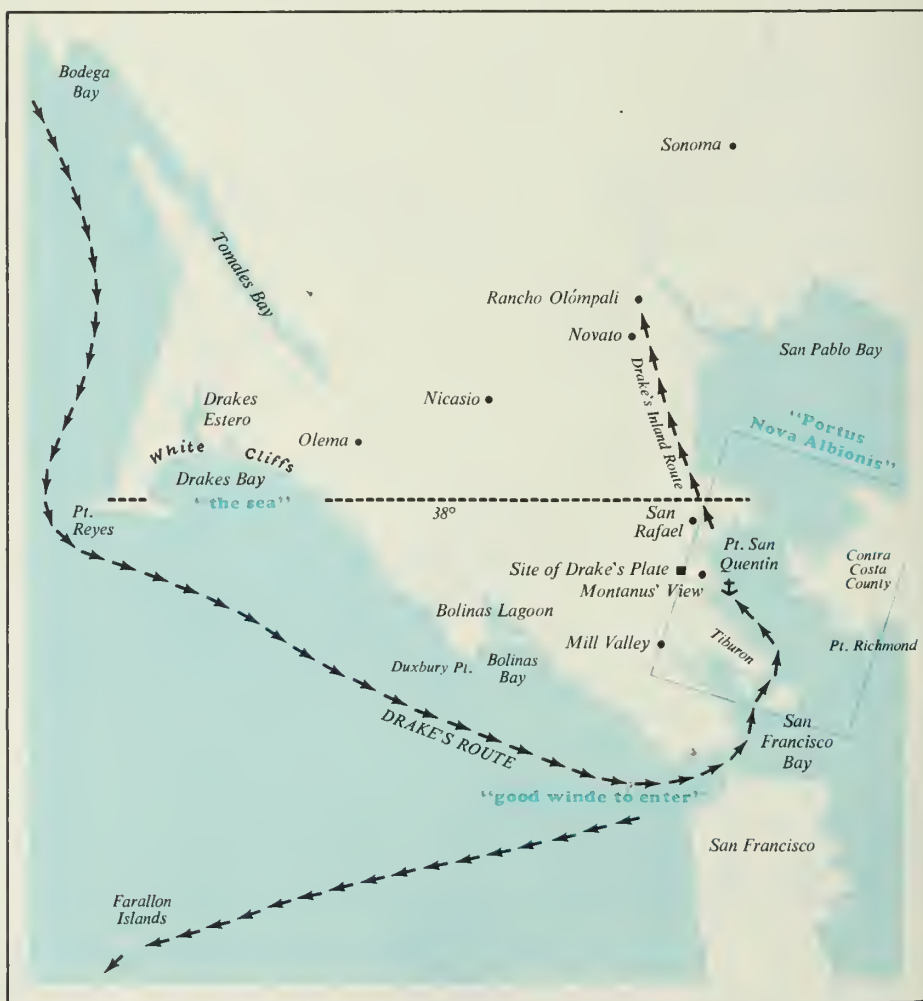 Bodega
Bay
Sonoma
Tomales Bay
Rancho Olómpali
Novato
San Pablo Bay
Drake's Inland Route
Drakes
Estero
Nicasio
"Portus
Nova Albionis"
Olema
White Cliffs
Drakes Bay
"the sea"
38°
Pt.
Reyes
San
Rafael
Pt. San
Quentin
Contra
Costa
County
Site of Drake's Plate
Montanus' View
Bolinas Lagoon
Mill Valley
Tiburon
Pt. Richmond
Duxbury Pt.
Bolinas
Bay
DRAKE'S ROUTE
San
Francisco
Bay
"good winde to enter"
San Francisco
Farallon
Islands